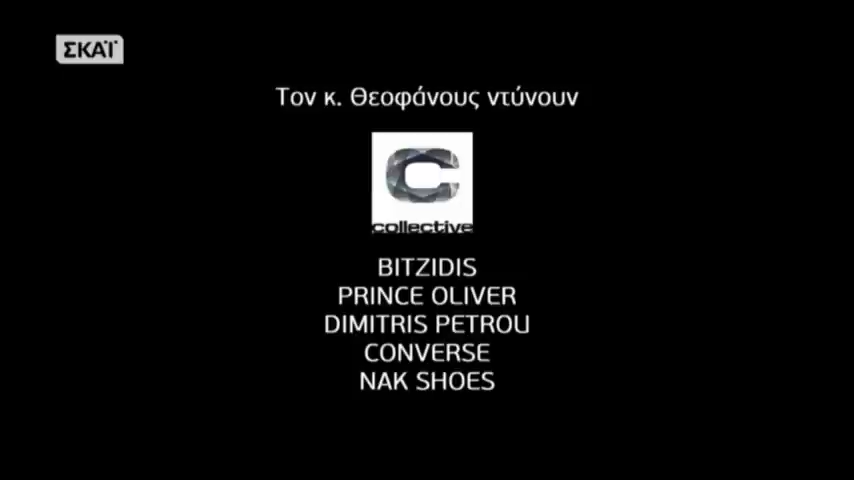 ΣΚΑΪ
Τον κ. Θεοφάνους ντύνουν
collective
BITZIDIS
PRINCE OLIVER
DIMITRIS PETROU
CONVERSE
NAK SHOES